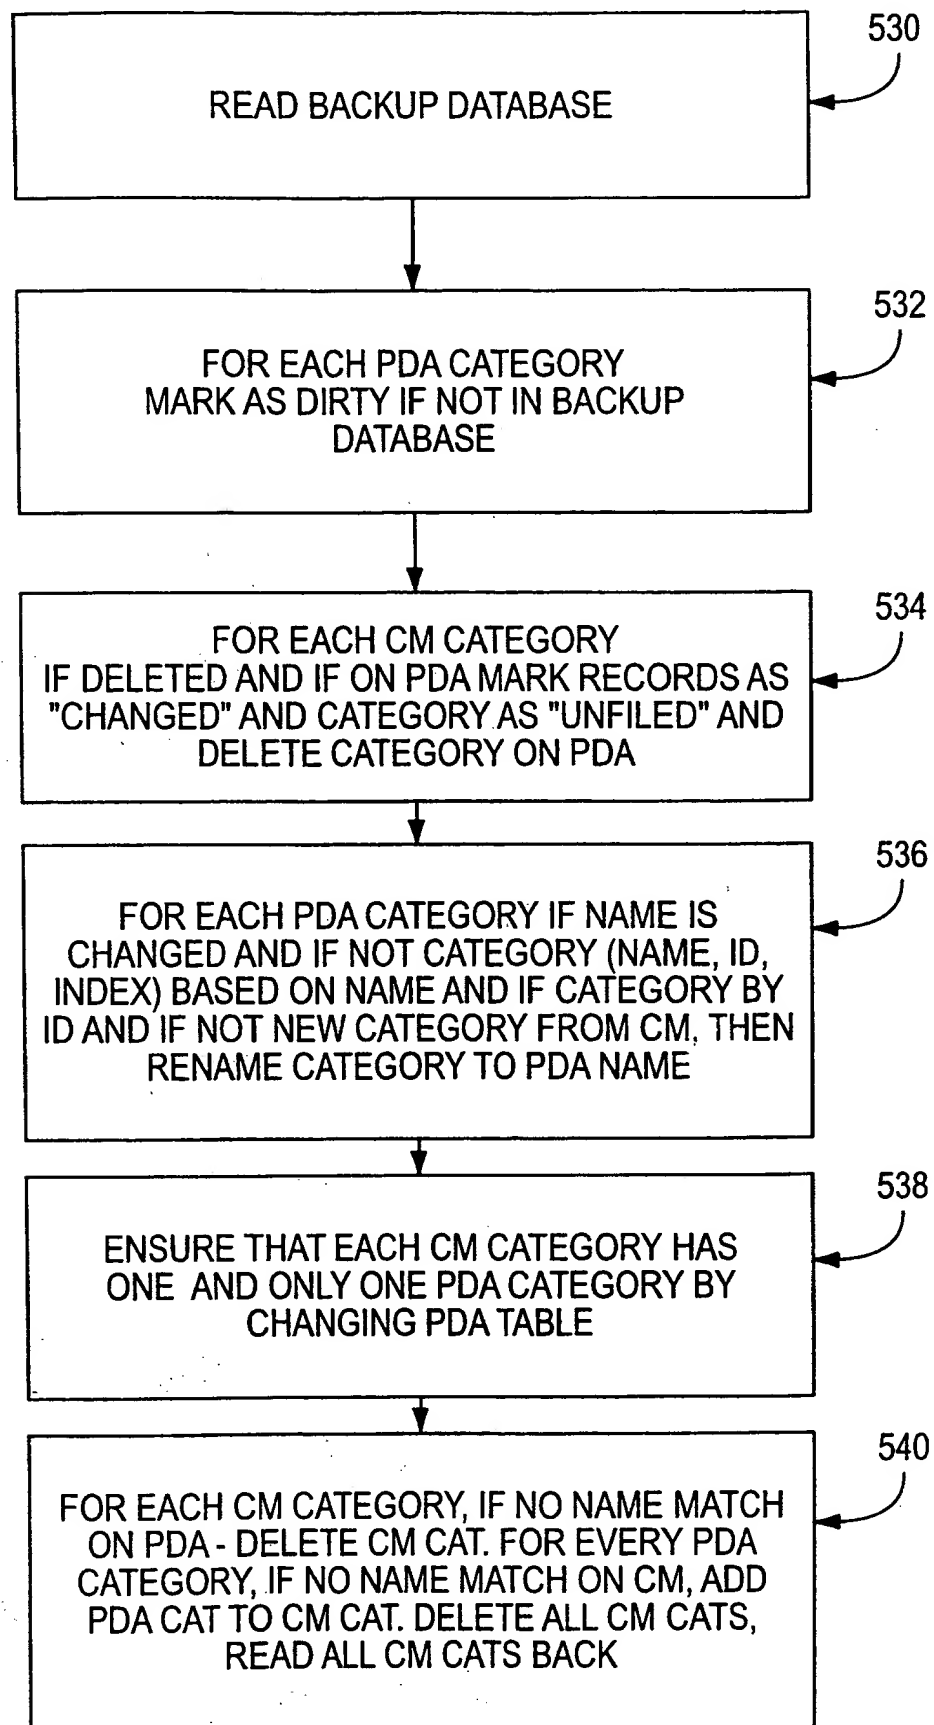 530
READ BACKUP DATABASE
532
FOR EACH PDA CATEGORY
MARK AS DIRTY IF NOT IN BACKUP
DATABASE
534
FOR EACH CM CATEGORY
IF DELETED AND IF ON PDA MARK RECORDS AS
"CHANGED" AND CATEGORY AS "UNFILED" AND
DELETE CATEGORY ON PDA
536
FOR EACH PDA CATEGORY IF NAME IS
CHANGED AND IF NOT CATEGORY (NAME, ID,
INDEX) BASED ON NAME AND IF CATEGORY BY
ID AND IF NOT NEW CATEGORY FROM CM, THEN
RENAME CATEGORY TO PDA NAME
538
ENSURE THAT EACH CM CATEGORY HAS
ONE AND ONLY ONE PDA CATEGORY BY
CHANGING PDA TABLE
540
FOR EACH CM CATEGORY, IF NO NAME MATCH
ON PDA - DELETE CM CAT. FOR EVERY PDA
CATEGORY, IF NO NAME MATCH ON CM, ADD
PDA CAT TO CM CAT. DELETE ALL CM CATS,
READ ALL CM CATS BACK